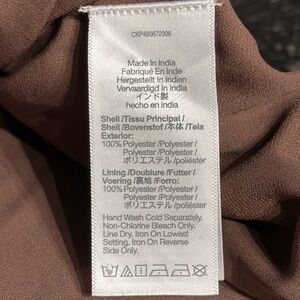 CKP460872306
Made In India
Fabriqué En Inde
Hergestellt In Indien
Vervaardigd in India
インド製
hecho en india
Shell /Tissu Principal /
Shell /Bovenstof /本体 /Tela
Exterior:
100% Polyester /Polyester /
Polyester /Polyester /
ポリエステル /poliéster
Lining /Doublure /Futter /
Voering /裏地 /Forro:
100% Polyester /Polyester /
Polyester /Polyester /
ポリエステル /poliéster
Hand Wash Cold Separately.
Non-Chlorine Bleach Only.
Line Dry. Iron On Lowest
Setting. Iron On Reverse
Side Only.